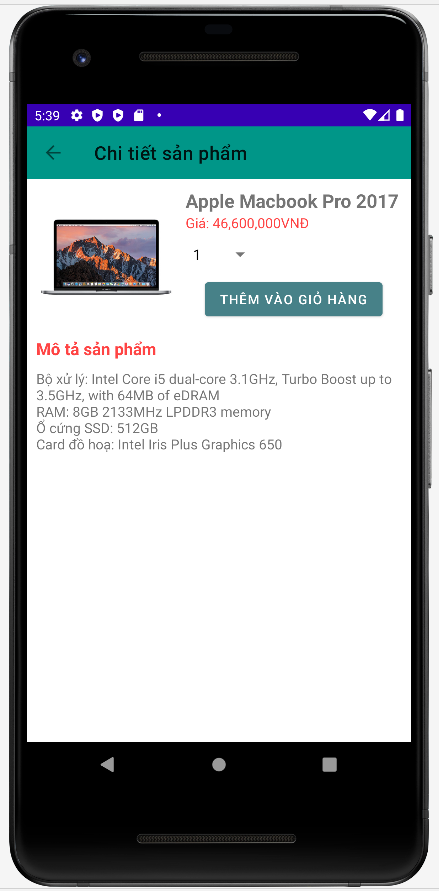 5:39
Chi tiết sản phẩm
Apple Macbook Pro 2017
Giá: 46,600,000VNĐ
1
THÊM VÀO GIỎ HÀNG
Mô tả sản phẩm
Bộ xử lý: Intel Core i5 dual-core 3.1GHz, Turbo Boost up to
3.5GHz, with 64MB of eDRAM
RAM: 8GB 2133MHz LPDDR3 memory
Ổ cứng SSD: 512GB
Card đồ hoạ: Intel Iris Plus Graphics 650